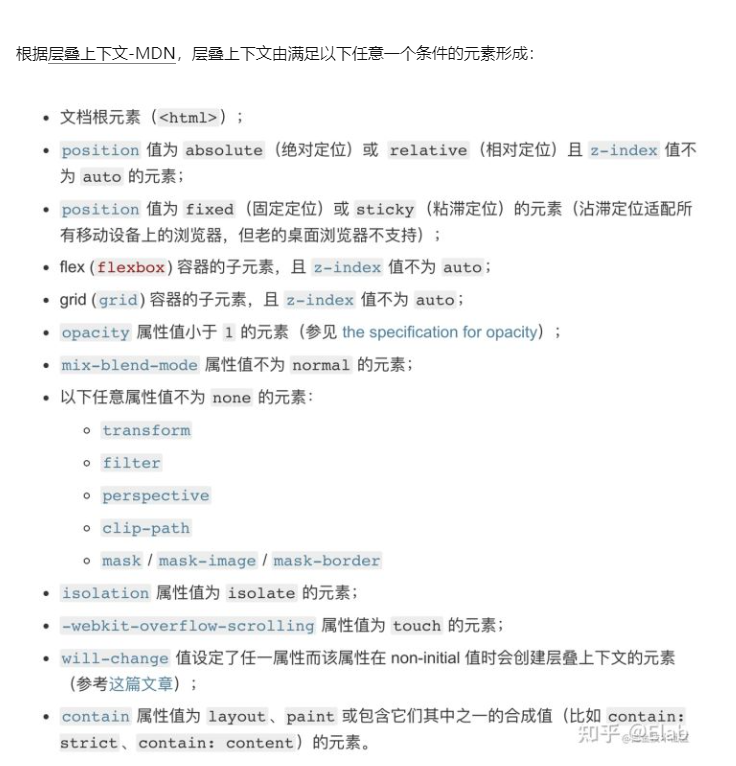 根据层叠上下文-MDN，层叠上下文由满足以下任意一个条件的元素形成：
• 文档根元素（<html>）；
• position 值为 absolute（绝对定位）或 relative（相对定位）且 z-index 值不
为 auto 的元素；
• position 值为 fixed（固定定位）或 sticky（粘滞定位）的元素（沾滞定位适配所
有移动设备上的浏览器，但老的桌面浏览器不支持）；
• flex (flexbox) 容器的子元素，且 z-index 值不为 auto；
• grid (grid) 容器的子元素，且 z-index 值不为 auto；
• opacity 属性值小于 1 的元素（参见 the specification for opacity）；
• mix-blend-mode 属性值不为 normal 的元素；
• 以下任意属性值不为 none 的元素：
◦ transform
◦ filter
◦ perspective
◦ clip-path
◦ mask / mask-image / mask-border
• isolation 属性值为 isolate 的元素；
• -webkit-overflow-scrolling 属性值为 touch 的元素；
• will-change 值设定了任一属性而该属性在 non-initial 值时会创建层叠上下文的元素
（参考这篇文章）；
• contain 属性值为 layout、paint 或包含它们其中之一的合成值（比如 contain:
strict、contain: content）的元素。
知乎 @Elab